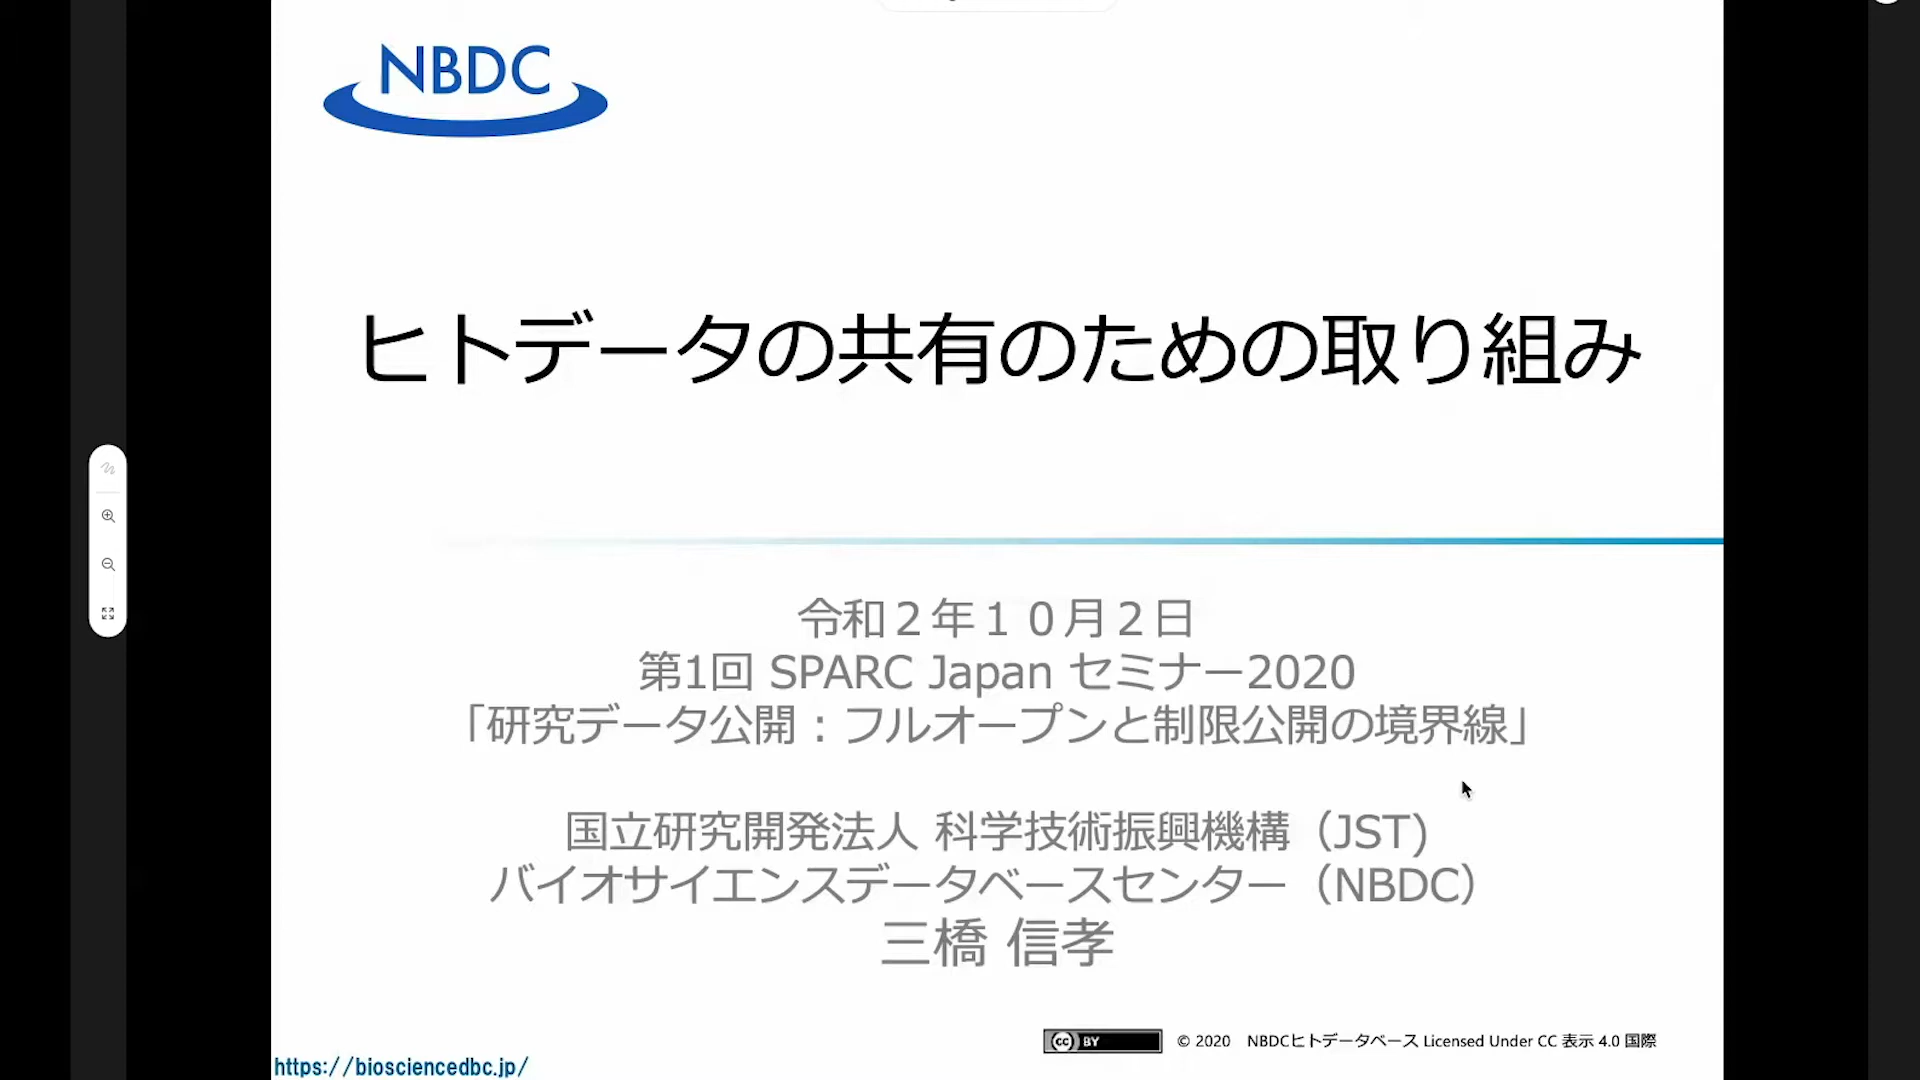 NBDC
ヒトデータの共有のための取り組み
令和２年１０月２日
第1回 SPARC Japan セミナー2020
「研究データ公開：フルオープンと制限公開の境界線」
国立研究開発法人 科学技術振興機構（JST)
バイオサイエンスデータベースセンター（NBDC）
三橋 信孝
cc BY © 2020 NBDCヒトデータベース Licensed Under CC 表示 4.0 国際
https://biosciencedbc.jp/